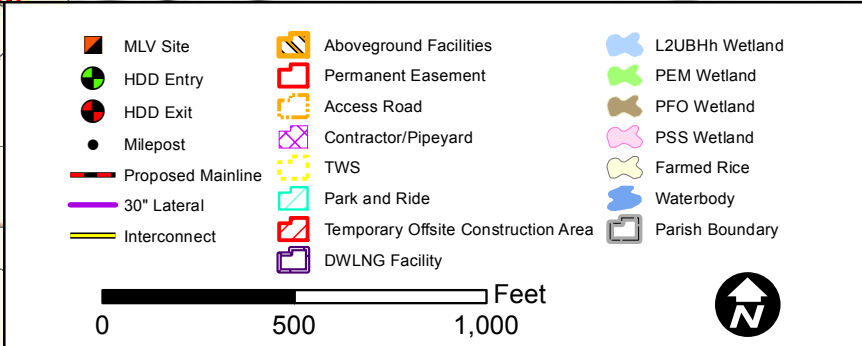 MLV Site
HDD Entry
HDD Exit
Milepost
Proposed Mainline
30" Lateral
Interconnect
Aboveground Facilities
Permanent Easement
Access Road
Contractor/Pipeyard
TWS
Park and Ride
Temporary Offsite Construction Area
DWLNG Facility
L2UBHh Wetland
PEM Wetland
PFO Wetland
PSS Wetland
Farmed Rice
Waterbody
Parish Boundary
Feet
0 500 1,000
N